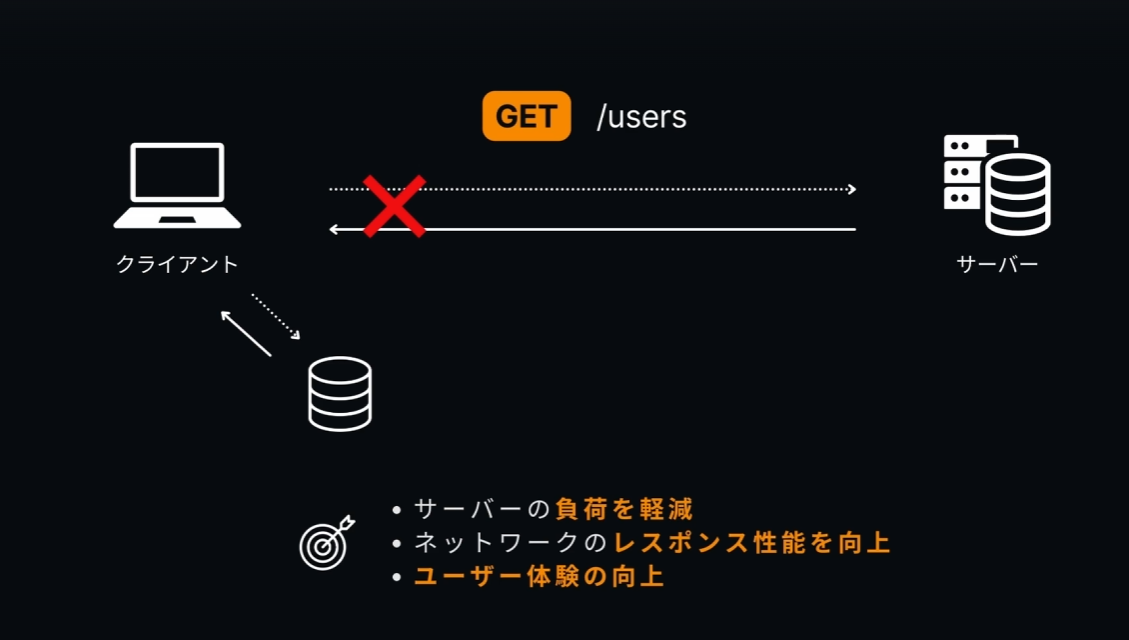 GET /users
クライアント
サーバー
• サーバーの負荷を軽減
• ネットワークのレスポンス性能を向上
• ユーザー体験の向上